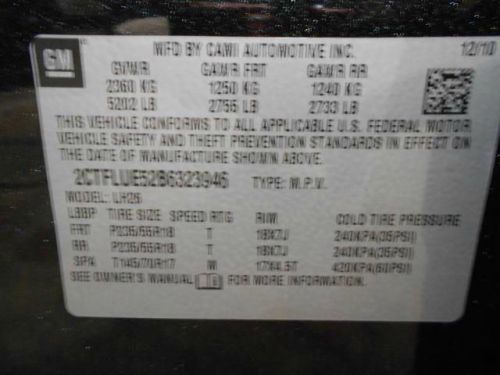 GM MFD BY CAMI AUTOMOTIVE INC. 12/10
GVWR GAWR FRT GAWR RR
2360 KG 1250 KG 1240 KG
5202 LB 2755 LB 2733 LB
THIS VEHICLE CONFORMS TO ALL APPLICABLE U.S. FEDERAL MOTOR
VEHICLE SAFETY AND THEFT PREVENTION STANDARDS IN EFFECT ON
THE DATE OF MANUFACTURE SHOWN ABOVE.
2CTFLUE52B6323946 TYPE: M.P.V.
MODEL: LH26
TIRE SIZE SPEED RTG RIM COLD TIRE PRESSURE
FRT P235/55R18 T 18X7J 240KPA(35PSI)
RR P235/55R18 T 18X7J 240KPA(35PSI)
SPA T145/70R17 M 17X4.5T 420KPA(60PSI)
SEE OWNER'S MANUAL FOR MORE INFORMATION.